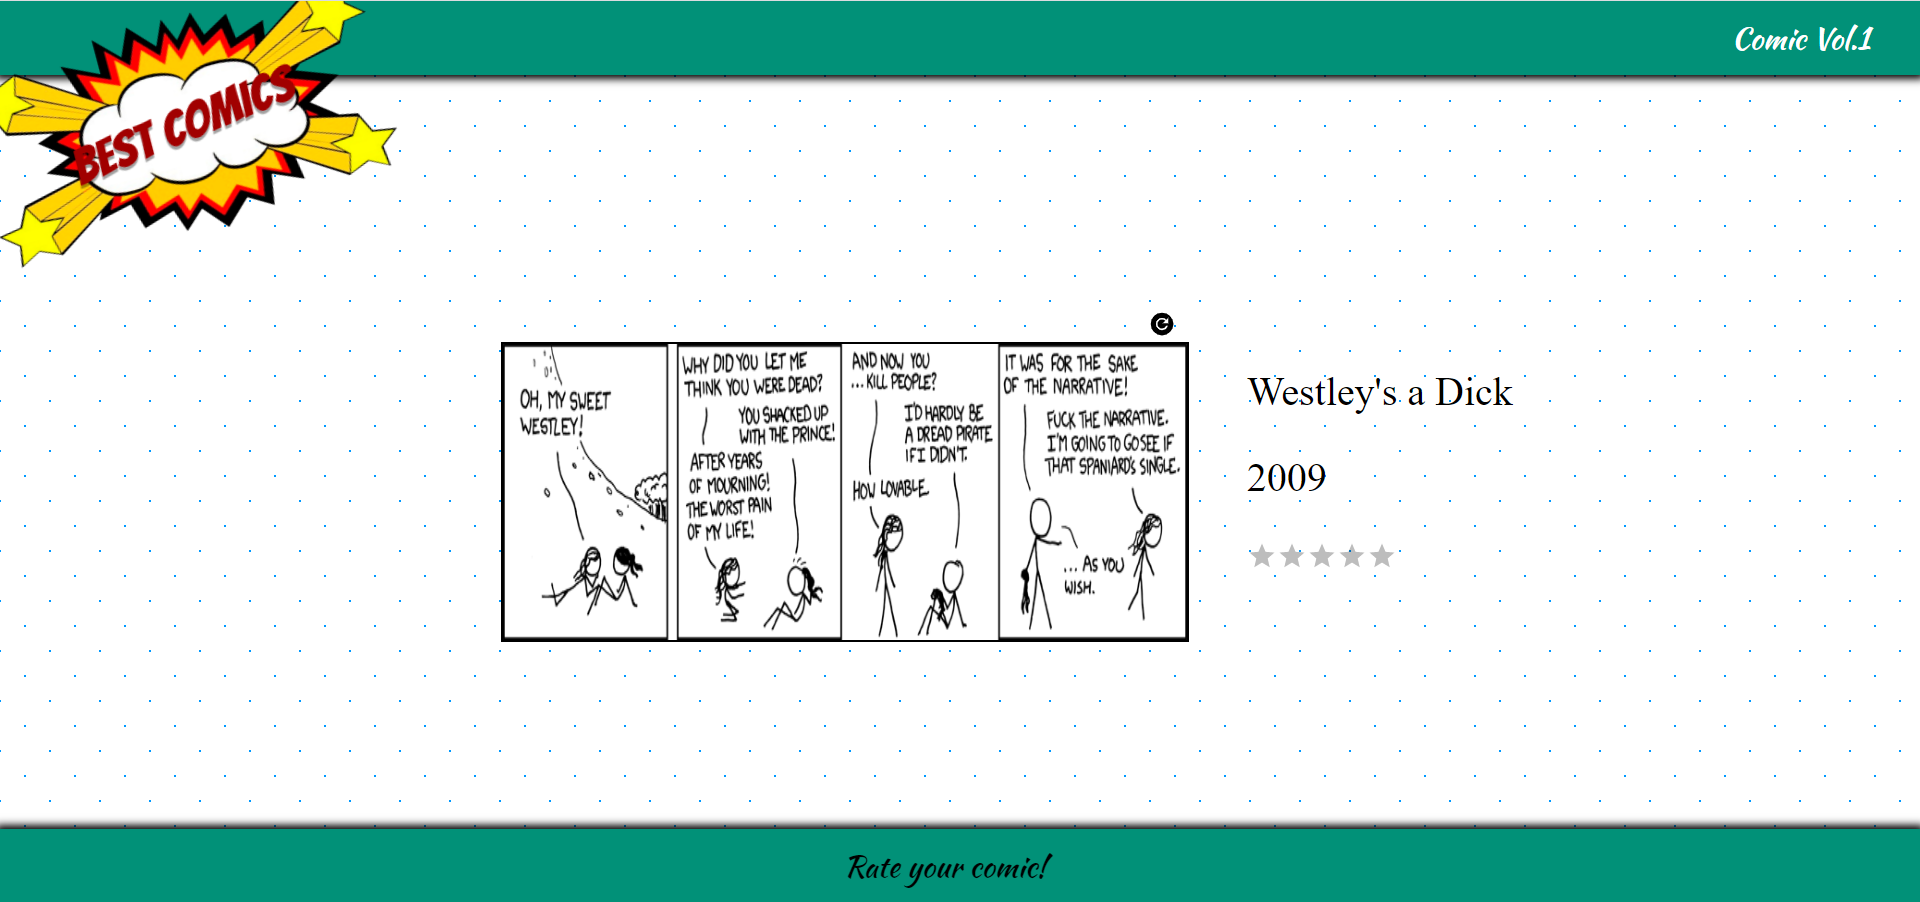 Comic Vol.1
BEST COMICS
OH, MY SWEET
WESTLEY!
WHY DID YOU LET ME
THINK YOU WERE DEAD?
YOU SHACKED UP
WITH THE PRINCE!
AFTER YEARS
OF MOURNING!
THE WORST PAIN
OF MY LIFE!
AND NOW YOU
...KILL PEOPLE?
I'D HARDLY BE
A DREAD PIRATE
IF I DIDN'T.
HOW LOVABLE.
IT WAS FOR THE SAKE
OF THE NARRATIVE!
FUCK THE NARRATIVE.
I'M GOING TO GO SEE IF
THAT SPANIARD'S SINGLE.
... AS YOU
WISH.
Westley's a Dick
2009
Rate your comic!